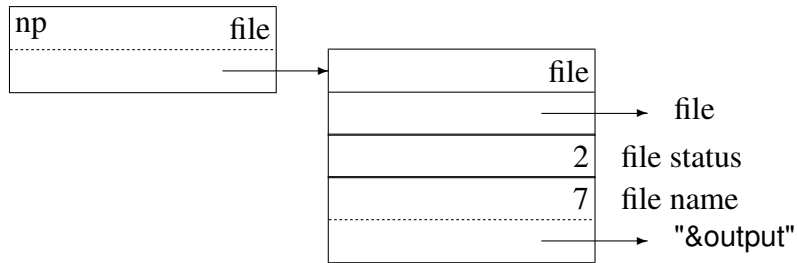 np file
file
file
2 file status
7 file name
"&output"